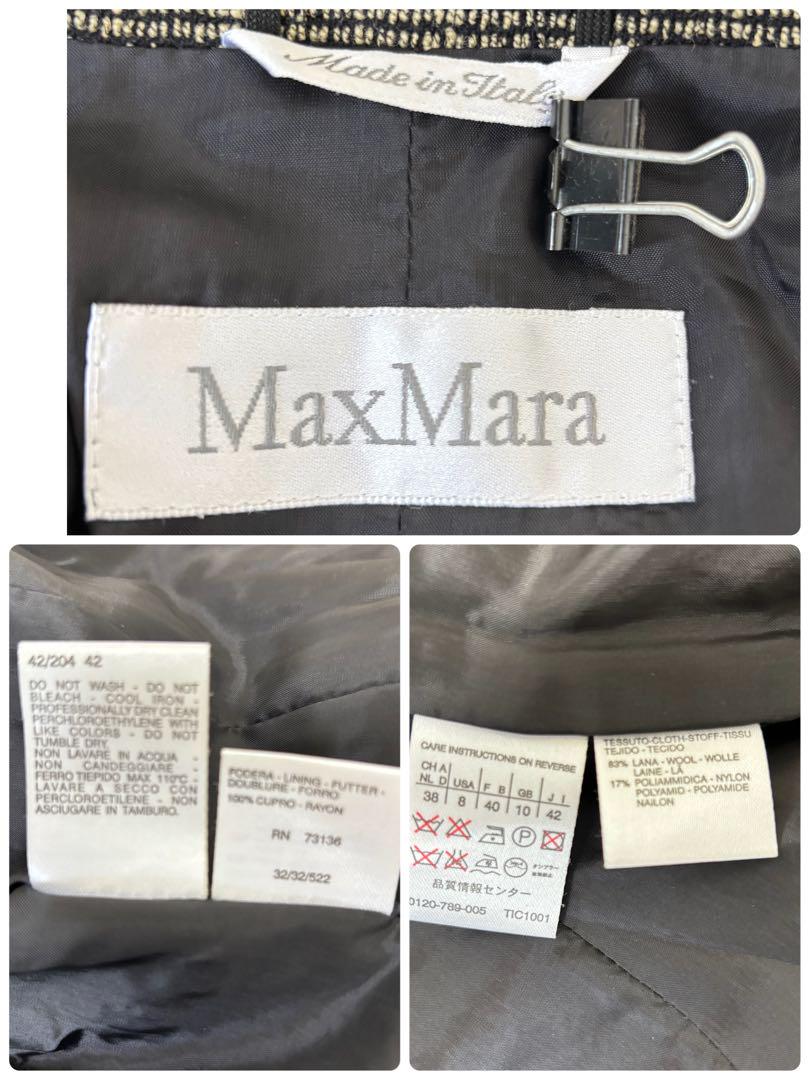 Made in Italy
MaxMara
42/204 42
DO NOT WASH - DO NOT
BLEACH - COOL IRON -
PROFESSIONALLY DRY CLEAN
PERCHLOROETHYLENE WITH
LIKE COLORS - DO NOT
TUMBLE DRY.
NON LAVARE IN ACQUA -
NON CANDEGGIARE -
FERRO TIEPIDO MAX 110°C -
LAVARE A SECCO CON
PERCLOROETILENE - NON
ASCIUGARE IN TAMBURO.
FODERA - LINING - FUTTER -
DOUBLURE - FORRO:
100% CUPRO - RAYON
RN 73136
32/32/522
CARE INSTRUCTIONS ON REVERSE
CH A NL D USA F B GB J I
38 8 40 10 42
タンブラー
品質情報センター
0120-789-005 TIC1001
TESSUTO-CLOTH-STOFF-TISSU
TEJIDO - TECIDO
83% LANA - WOOL - WOLLE
LAINE - LÃ
17% POLIAMMIDICA - NYLON
POLYAMID - POLYAMIDE
NAILON